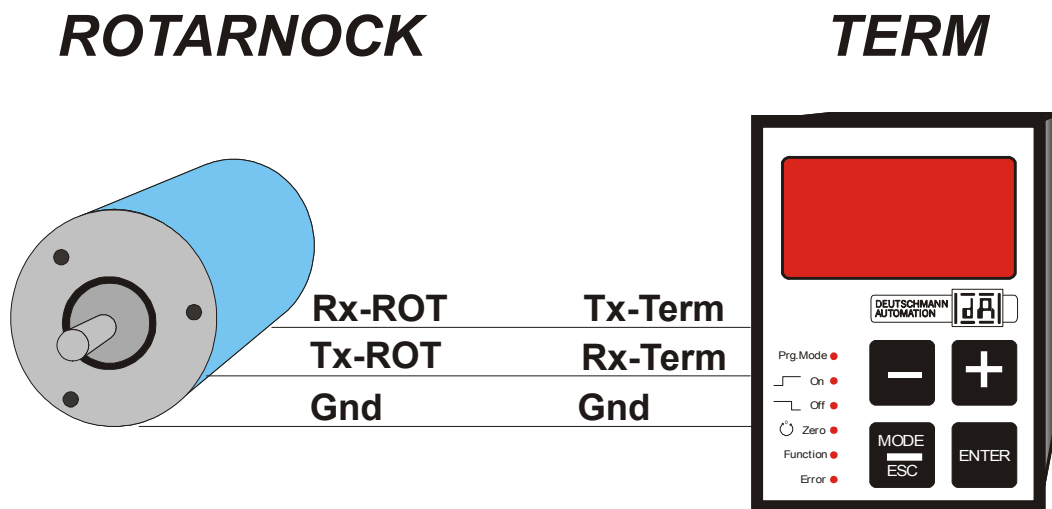 ROTARNOCK TERM
Rx-ROT Tx-Term
Tx-ROT Rx-Term
Gnd Gnd
DEUTSCHMANN
AUTOMATION dA
Prg.Mode
On
Off
Zero
Function
Error
MODE
ESC
ENTER